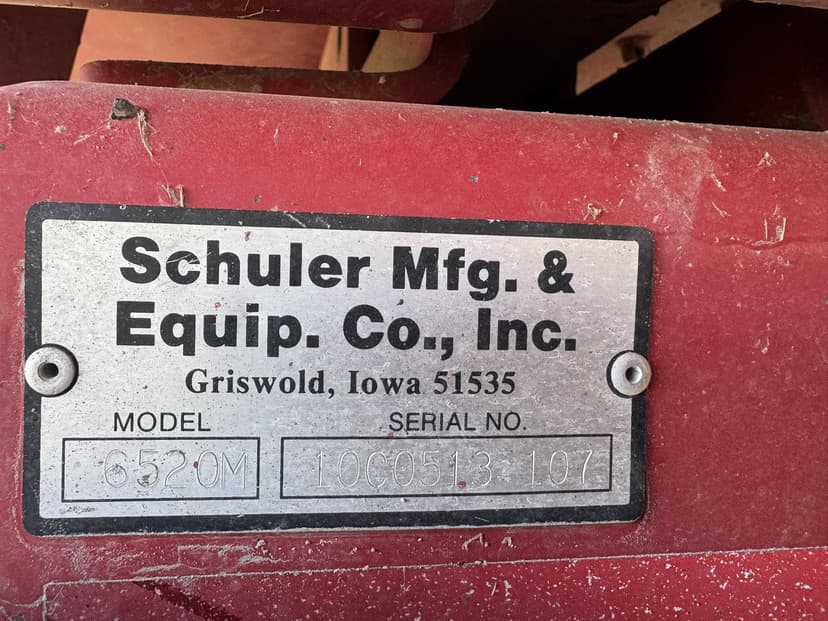 Schuler Mfg. &
Equip. Co., Inc.
Griswold, Iowa 51535
MODEL SERIAL NO.
6520M 10C0513 107